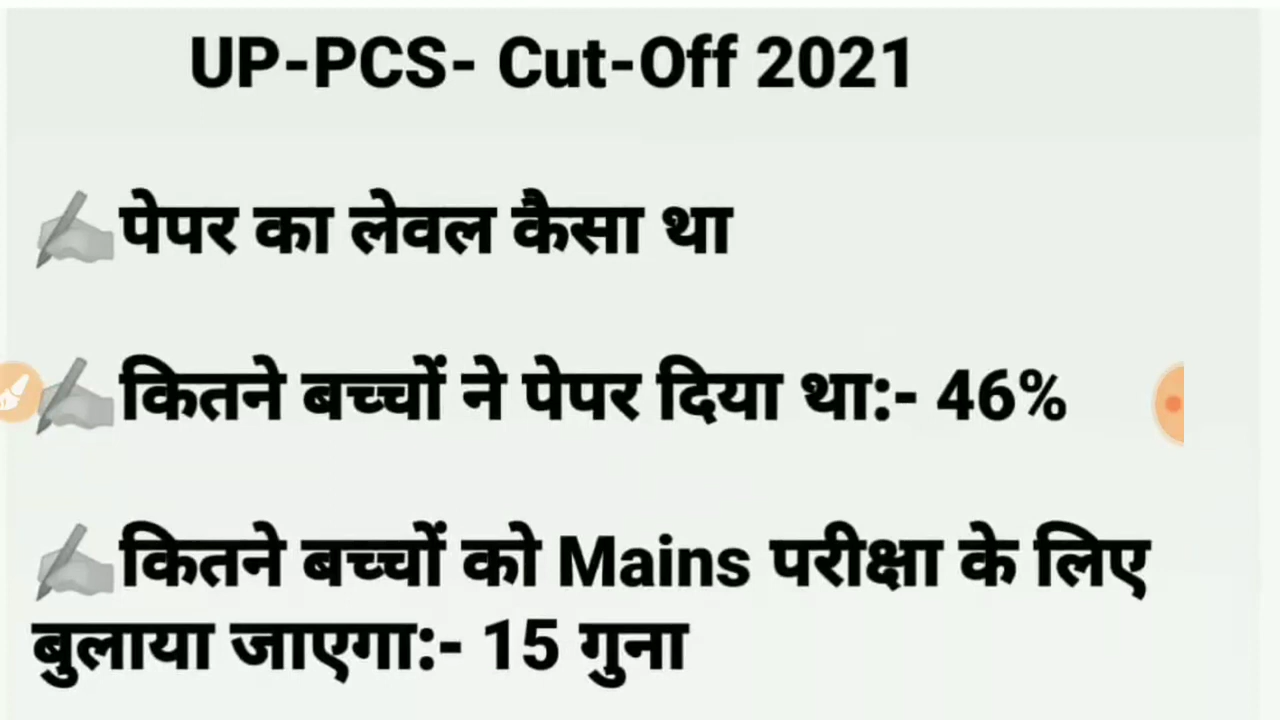 UP-PCS- Cut-Off 2021
✍पेपर का लेवल कैसा था
✍कितने बच्चों ने पेपर दिया था:- 46%
✍कितने बच्चों को Mains परीक्षा के लिए
बुलाया जाएगा:- 15 गुना